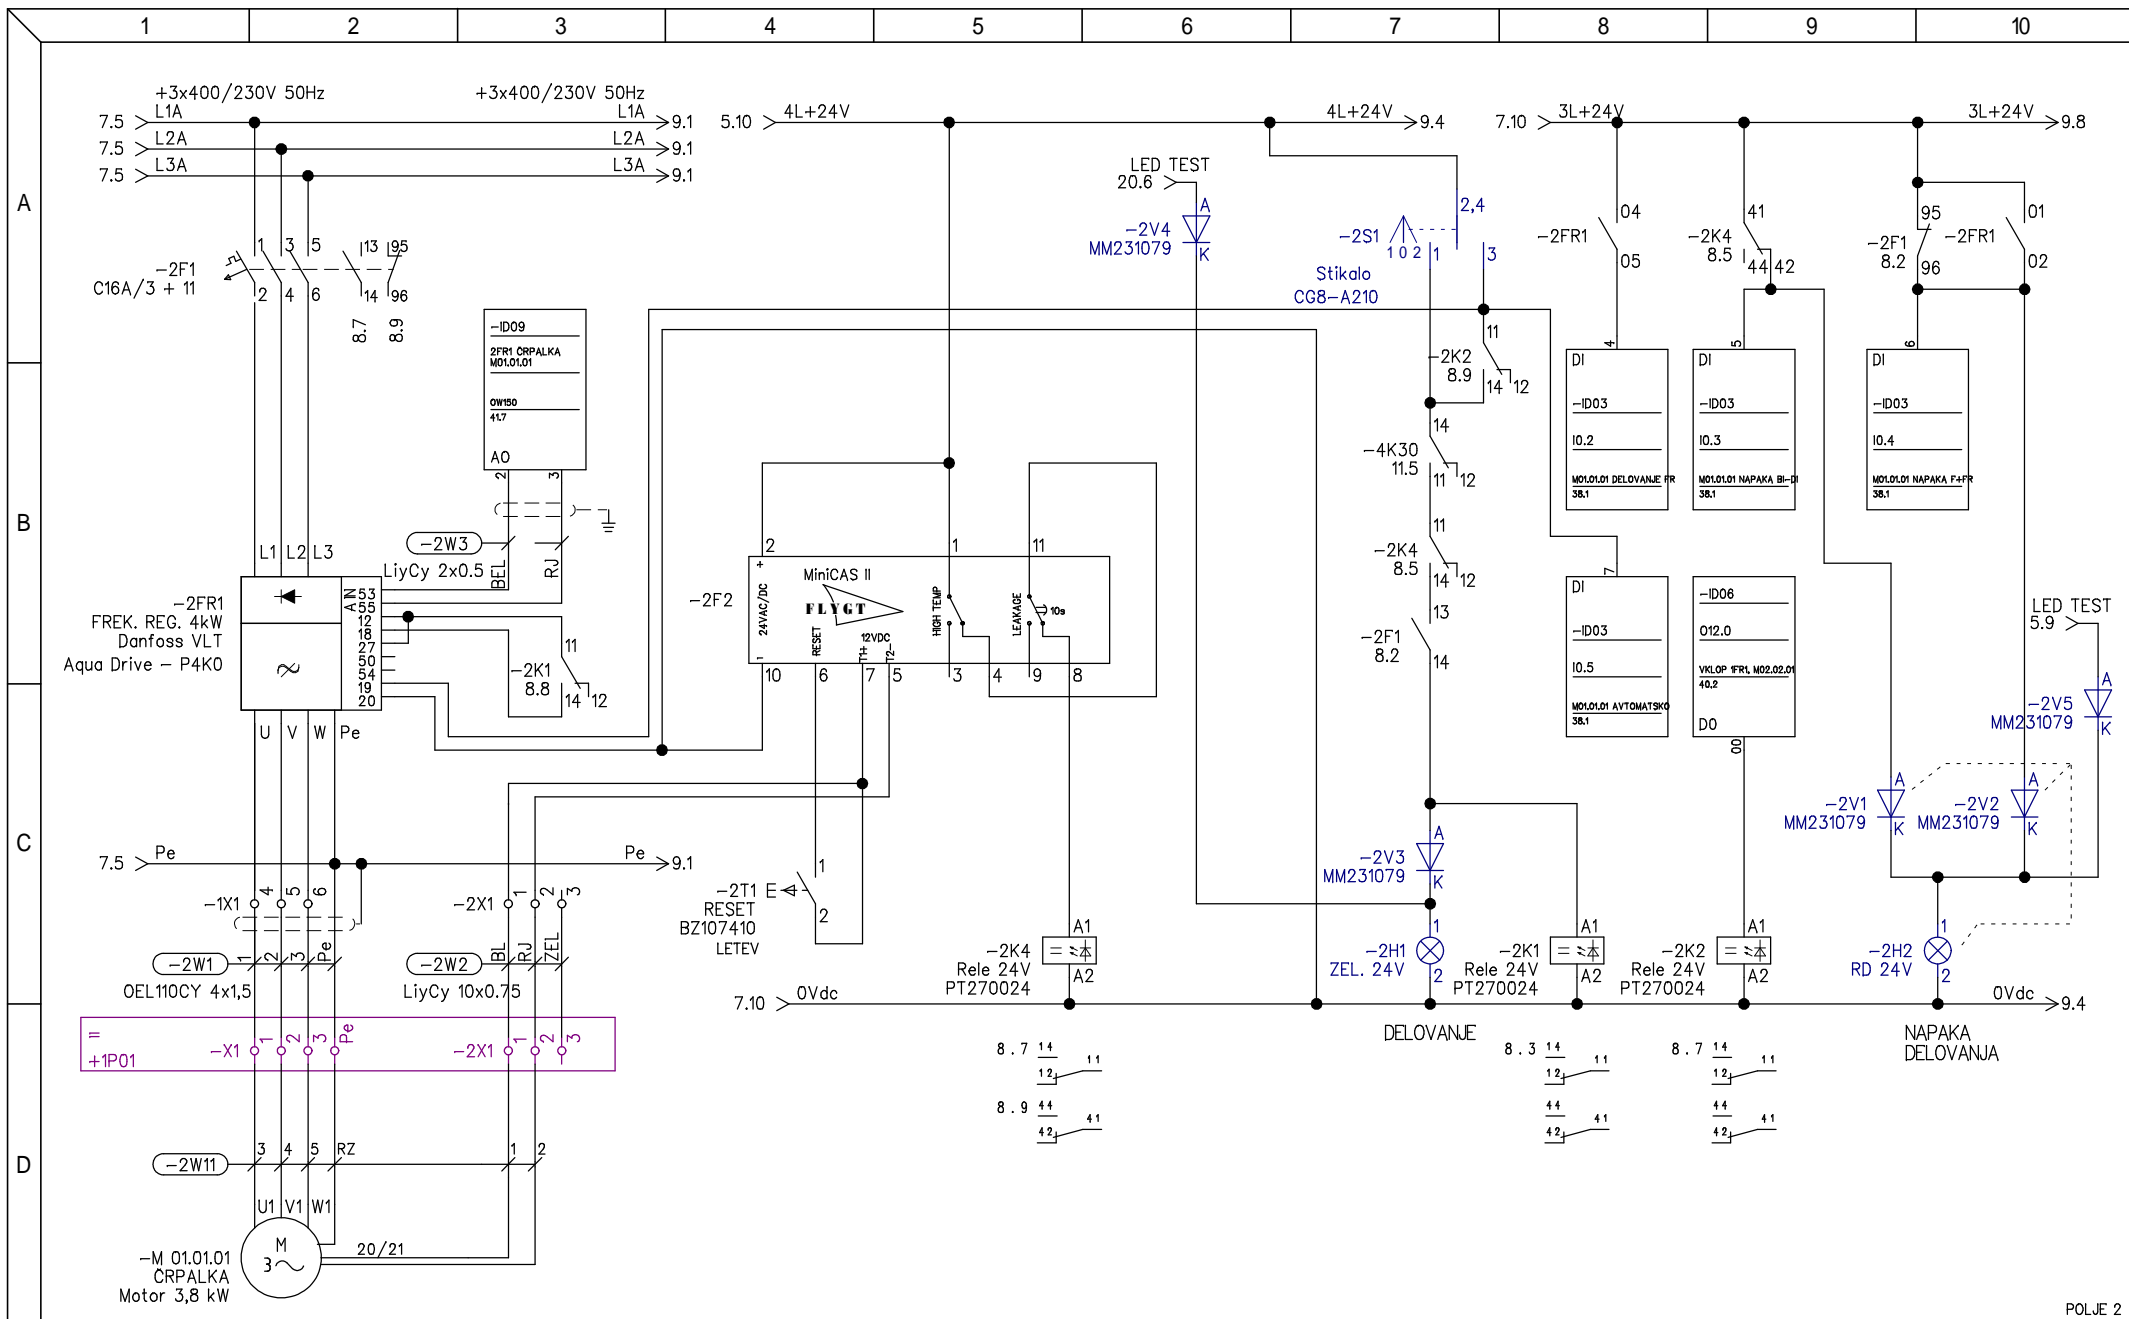 1 2 3 4 5 6 7 8 9 10
A
B
C
D
+3x400/230V 50Hz
+3x400/230V 50Hz
7.5 L1A L1A 9.1
7.5 L2A L2A 9.1
7.5 L3A L3A 9.1
5.10 4L+24V 4L+24V 9.4
7.10 3L+24V 3L+24V 9.8
1 3 5 13 95
-2F1
C16A/3 + 11
2 4 6 14 96
8.7 8.9
-ID09
2FR1 ČRPALKA
M01.01.01
OW150
41.7
AO
2 3
-2W3
LiyCy 2x0.5
BEL RJ
L1 L2 L3
-2FR1
FREK. REG. 4kW
Danfoss VLT
Aqua Drive - P4K0
A IN
53
55
12
18
27
50
54
19
20
U V W Pe
11
-2K1
8.8
14 12
LED TEST
20.6
A
-2V4
MM231079
K
2,4
-2S1
1 0 2
1 3
Stikalo
CG8-A210
11
-2K2
8.9
14 12
14
-4K30
11.5
11 12
11
-2K4
8.5
14 12
13
-2F1
8.2
14
2 1 11
-2F2
+
24VAC/DC
-
MiniCAS II
FLYGT
RESET
12VDC
T1+
T2-
HIGH TEMP
LEAKAGE
10s
10 6 7 5 3 4 9 8
04
-2FR1
05
41
-2K4
8.5
44 42
95
-2F1
8.2
96
01
-2FR1
02
4
DI
-ID03
I0.2
M01.01.01 DELOVANJE FR
38.1
5
DI
-ID03
I0.3
M01.01.01 NAPAKA BI-DI
38.1
6
DI
-ID03
I0.4
M01.01.01 NAPAKA F+FR
38.1
7
DI
-ID03
I0.5
M01.01.01 AVTOMATSKO
38.1
-ID06
O12.0
VKLOP 1FR1, M02.02.01
40.2
DO
00
LED TEST
5.9
A
-2V5
MM231079
K
A
-2V1
MM231079
K
A
-2V2
MM231079
K
A
-2V3
MM231079
K
7.5 Pe Pe 9.1
-1X1 4 5 6
-2X1 1 2 3
-2W1
OEL110CY 4x1,5
1 2 3 Pe
-2W2
LiyCy 10x0.75
BL RJ ZEL
1
-2T1
RESET
BZ107410
LETEV
2
A1
-2K4
Rele 24V
PT270024
A2
1
-2H1
ZEL. 24V
2
A1
-2K1
Rele 24V
PT270024
A2
A1
-2K2
Rele 24V
PT270024
A2
1
-2H2
RD 24V
2
7.10 0Vdc 0Vdc 9.4
DELOVANJE
NAPAKA
DELOVANJA
=
+1P01
-X1 1 2 3 Pe
-2X1 1 2 3
8.7 14
12 11
8.9 44
42 41
8.3 14
12 11
44
42 41
8.7 14
12 11
44
42 41
-2W11
3 4 5 RZ 1 2
U1 V1 W1
M
3
-M 01.01.01
ČRPALKA
Motor 3,8 kW
20/21
POLJE 2